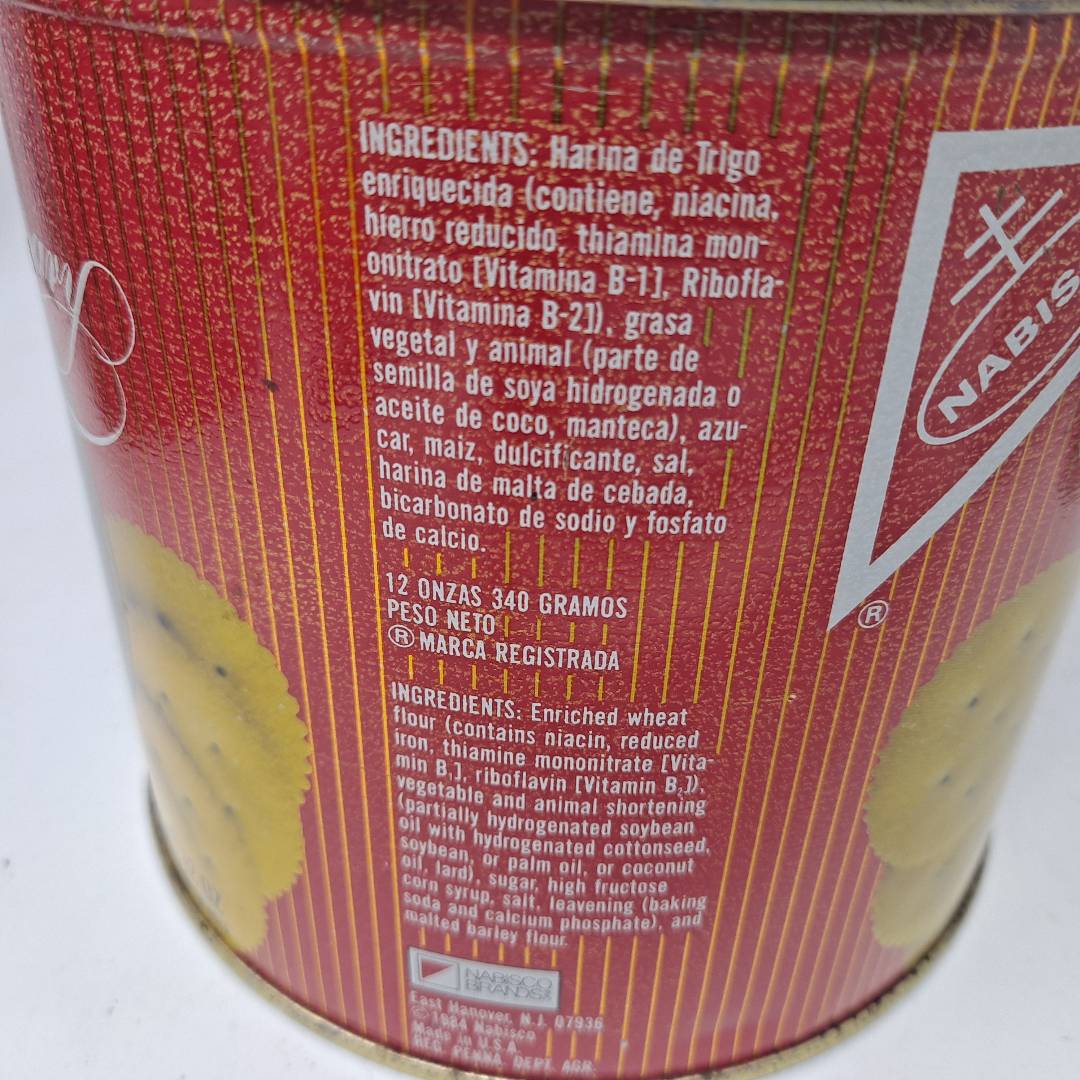 INGREDIENTS: Harina de Trigo
enriquecida (contiene, niacina,
hierro reducido, thiamina mon-
onitrato [Vitamina B-1], Ribofla-
vin [Vitamina B-2]), grasa
vegetal y animal (parte de
semilla de soya hidrogenada o
aceite de coco, manteca), azu-
car, maiz, dulcificante, sal,
harina de malta de cebada,
bicarbonato de sodio y fosfato
de calcio.
12 ONZAS 340 GRAMOS
PESO NETO
® MARCA REGISTRADA
INGREDIENTS: Enriched wheat
flour (contains niacin, reduced
iron, thiamine mononitrate [Vita-
min B₁], riboflavin [Vitamin B₂]),
vegetable and animal shortening
(partially hydrogenated soybean
oil with hydrogenated cottonseed,
soybean, or palm oil, or coconut
oil, lard), sugar, high fructose
corn syrup, salt, leavening (baking
soda and calcium phosphate), and
malted barley flour.
NABISCO
BRANDS
East Hanover, N.J. 07936
©1984 Nabisco
Made in U.S.A.
REG. PENNA. DEPT. AGR.
NABIS
®